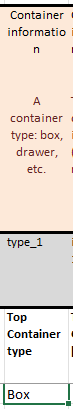 Container
informatio
n
A
container
type: box,
drawer,
etc.
type_1
Top
Container
type
Box